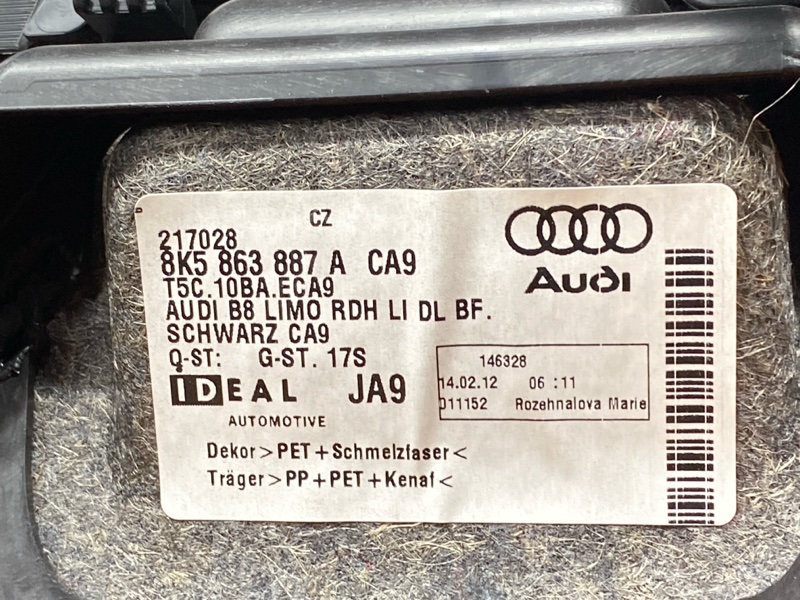 CZ
217028
8K5 863 887 A CA9
T5C.10BA.ECA9
AUDI B8 LIMO RDH LI DL BF.
SCHWARZ CA9
Q-ST: G-ST. 17S
IDEAL JA9
AUTOMOTIVE
Audi
146328
14.02.12 06:11
011152 Rozehnalova Marie
Dekor>PET+Schmelzfaser<
Träger>PP+PET+Kenaf<